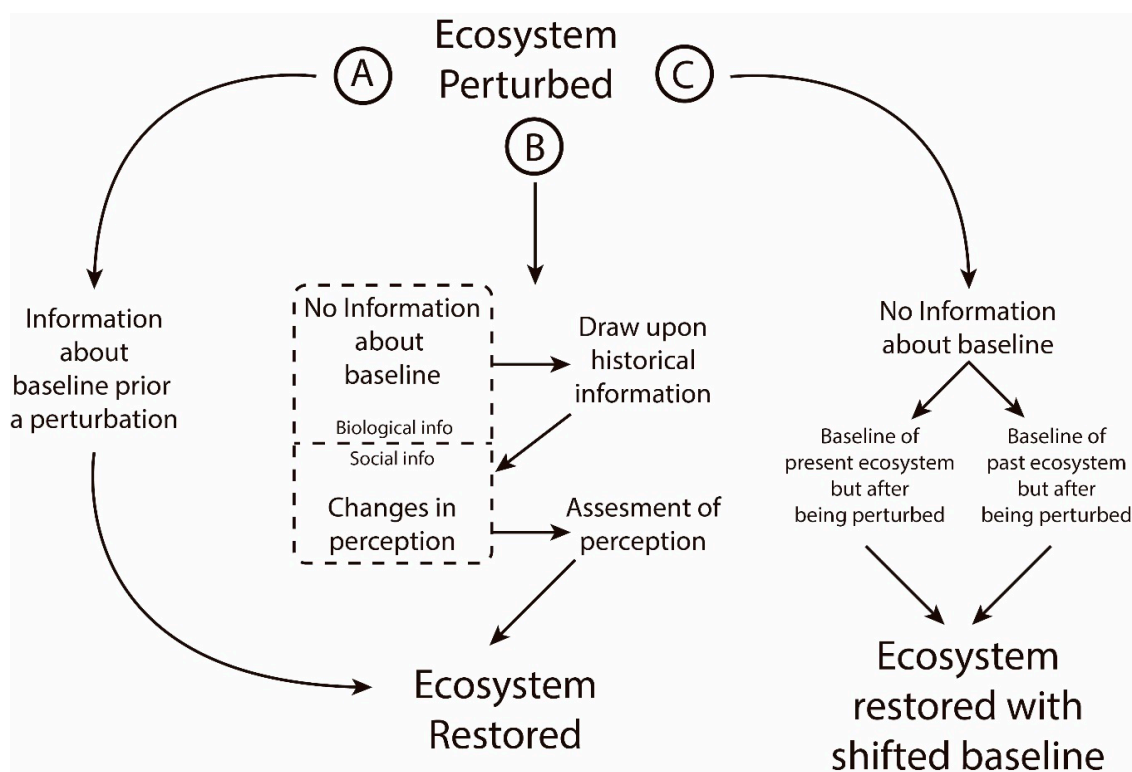 Ecosystem
Perturbed
A
B
C
Information
about
baseline prior
a perturbation
No Information
about
baseline
Biological info
Draw upon
historical
information
Social info
Changes in
perception
Assesment of
perception
Ecosystem
Restored
No Information
about baseline
Baseline of
present ecosystem
but after
being perturbed
Baseline of
past ecosystem
but after
being perturbed
Ecosystem
restored with
shifted baseline